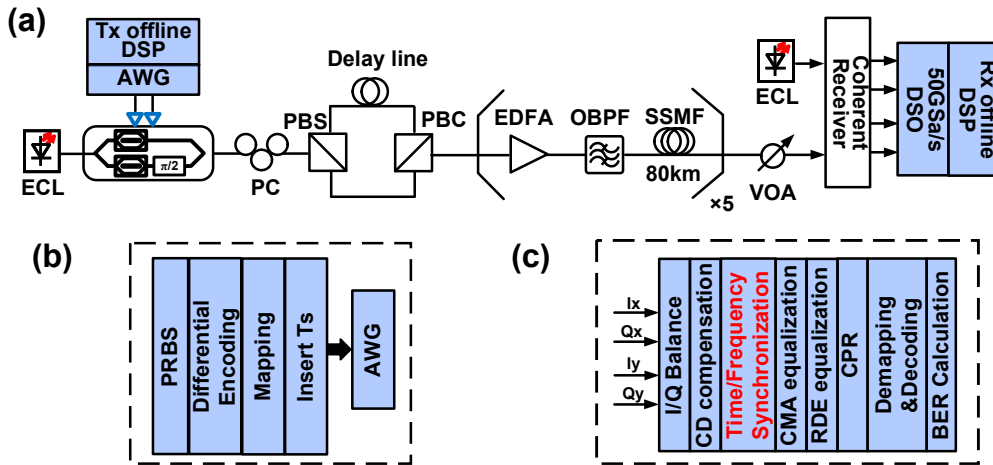 (a)
Tx offline
DSP
AWG
ECL
π/2
PC
PBS
Delay line
PBC
EDFA
OBPF
SSMF
80km
×5
VOA
ECL
Coherent
Receiver
50GSa/s
DSO
Rx offline
DSP
(b)
PRBS
Differential
Encoding
Mapping
Insert Ts
AWG
(c)
Ix
Qx
Iy
Qy
I/Q Balance
CD compensation
Time/Frequency
Synchronization
CMA equalization
RDE equalization
CPR
Demapping
&Decoding
BER Calculation